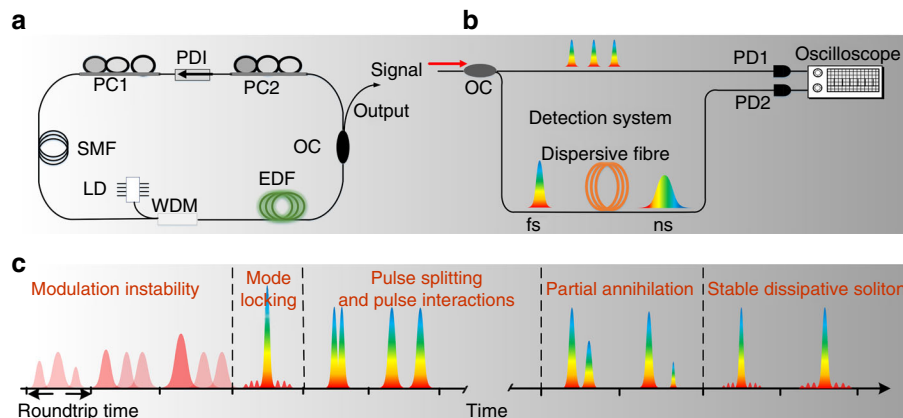 a
PDI
PC1
PC2
SMF
LD
WDM
EDF
OC
Signal
Output
b
OC
PD1
PD2
Oscilloscope
Detection system
Dispersive fibre
fs
ns
c
Modulation instability
Mode
locking
Pulse splitting
and pulse interactions
Partial annihilation
Stable dissipative soliton
Roundtrip time
Time